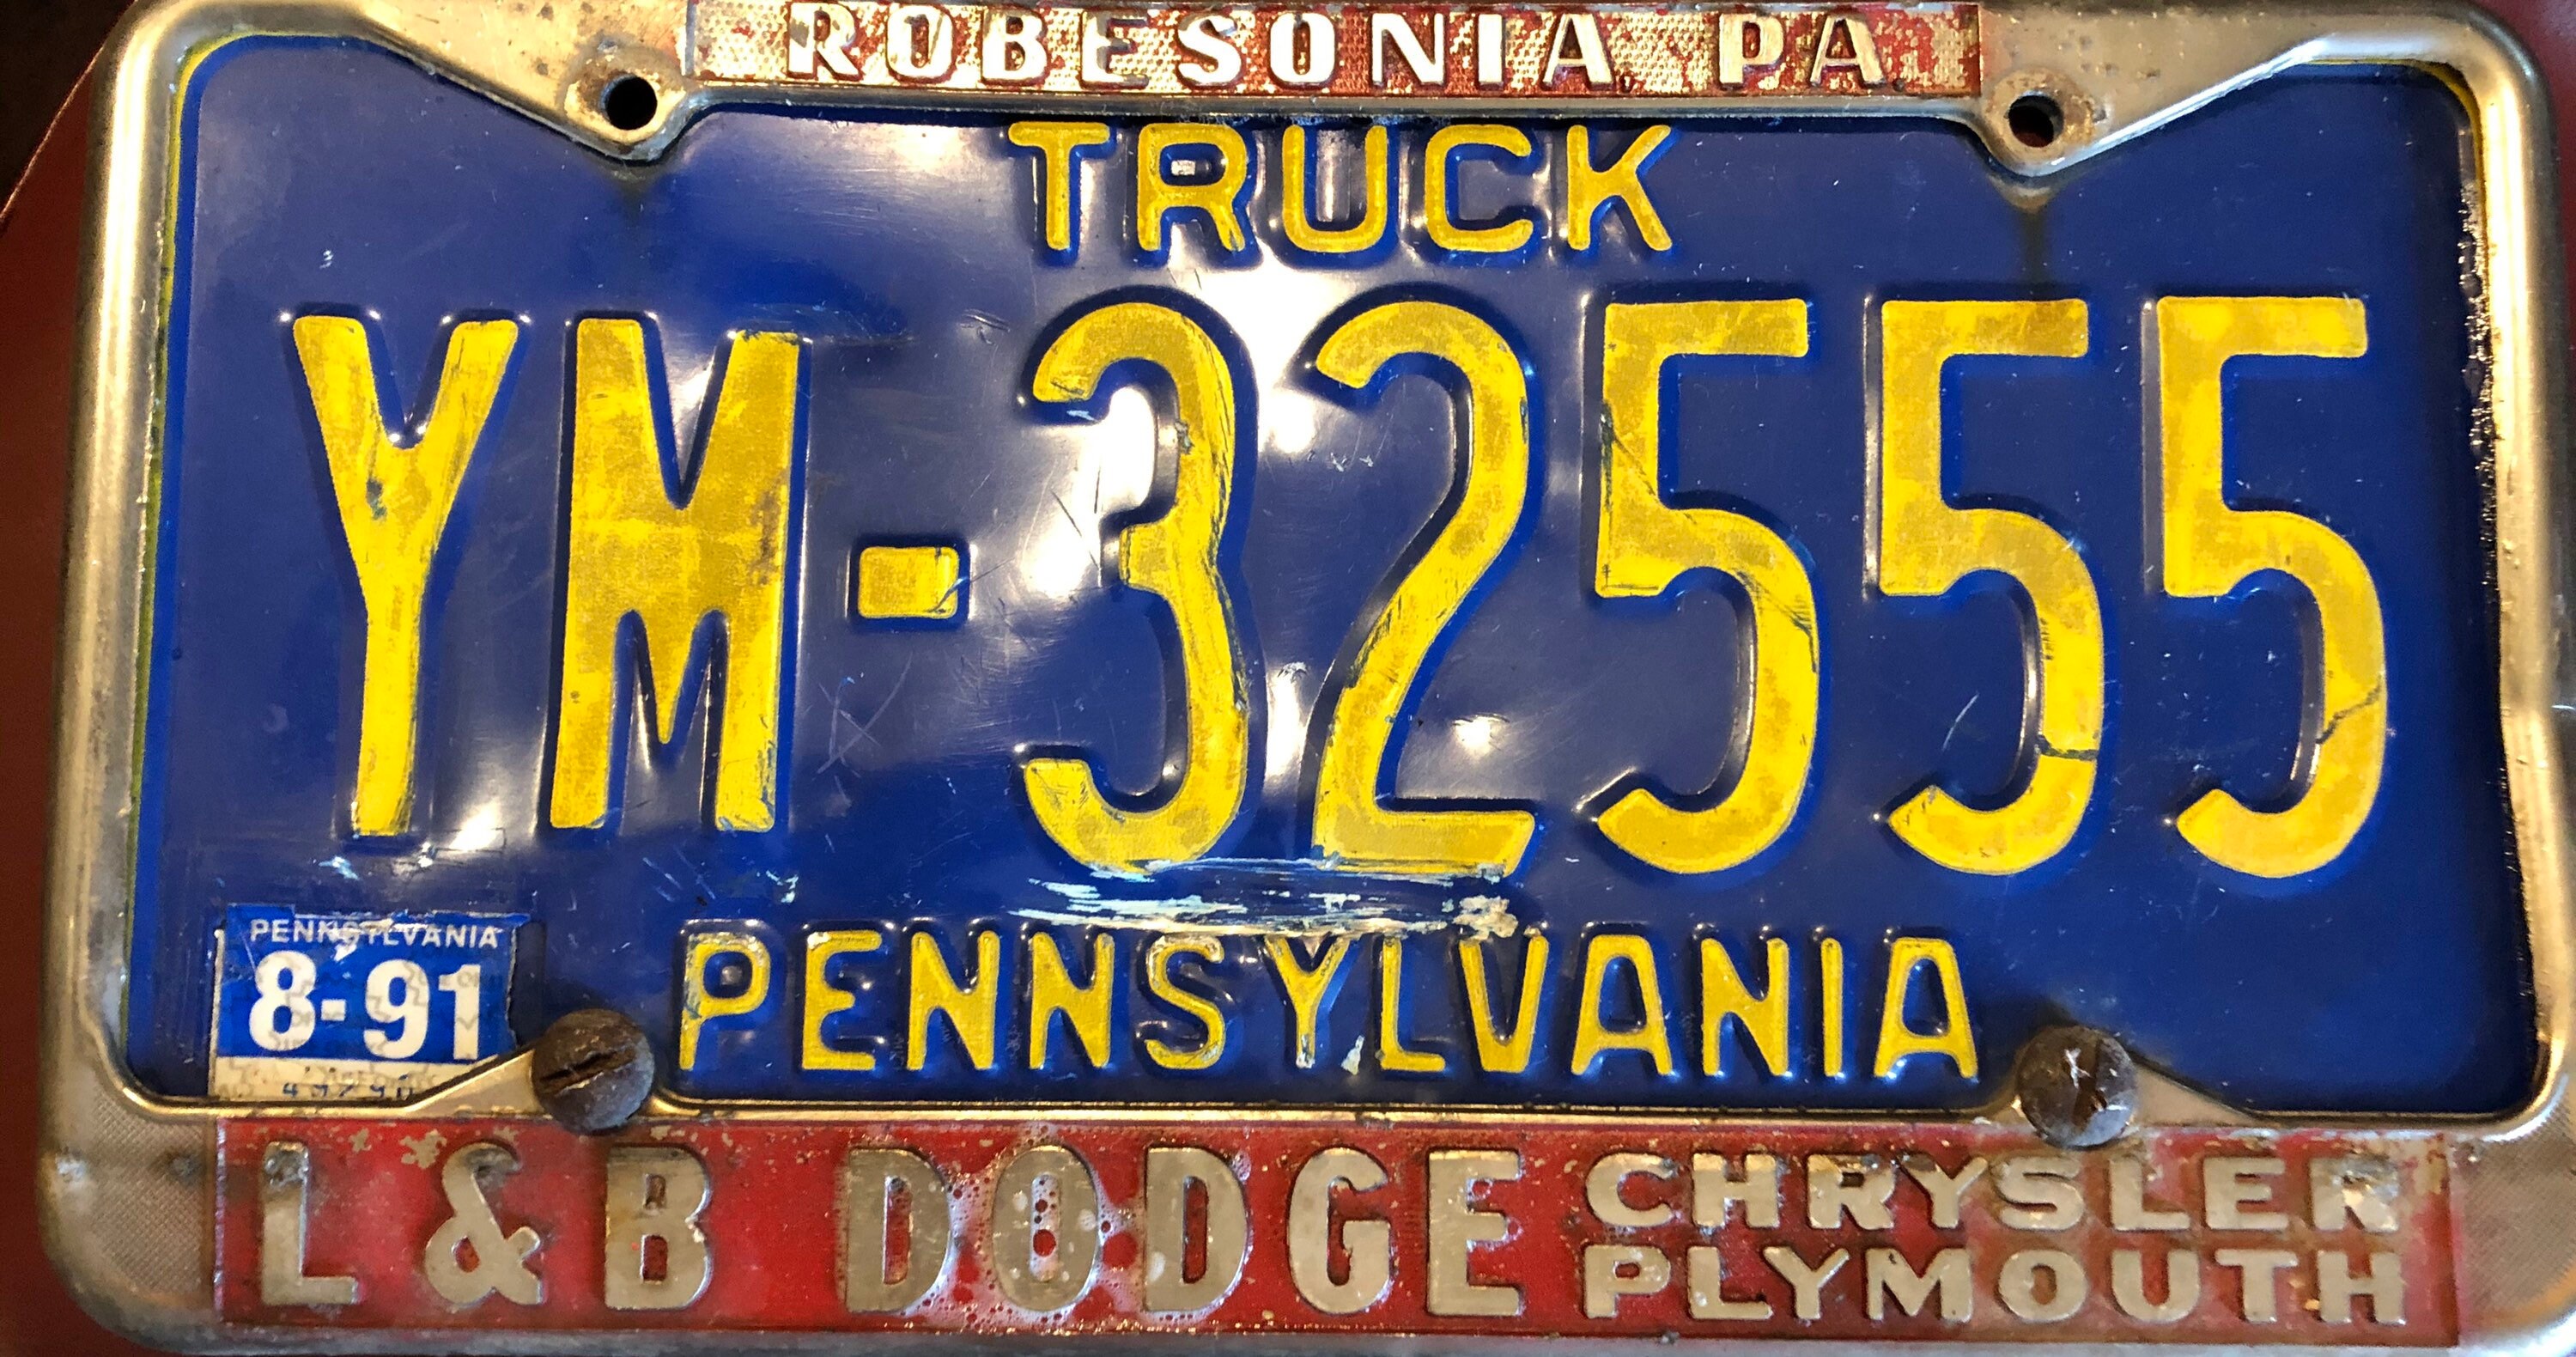 ROBESONIA, PA.
TRUCK
YM-32555
PENNSYLVANIA
8-91
PENNSYLVANIA
L & B DODGE CHRYSLER
PLYMOUTH